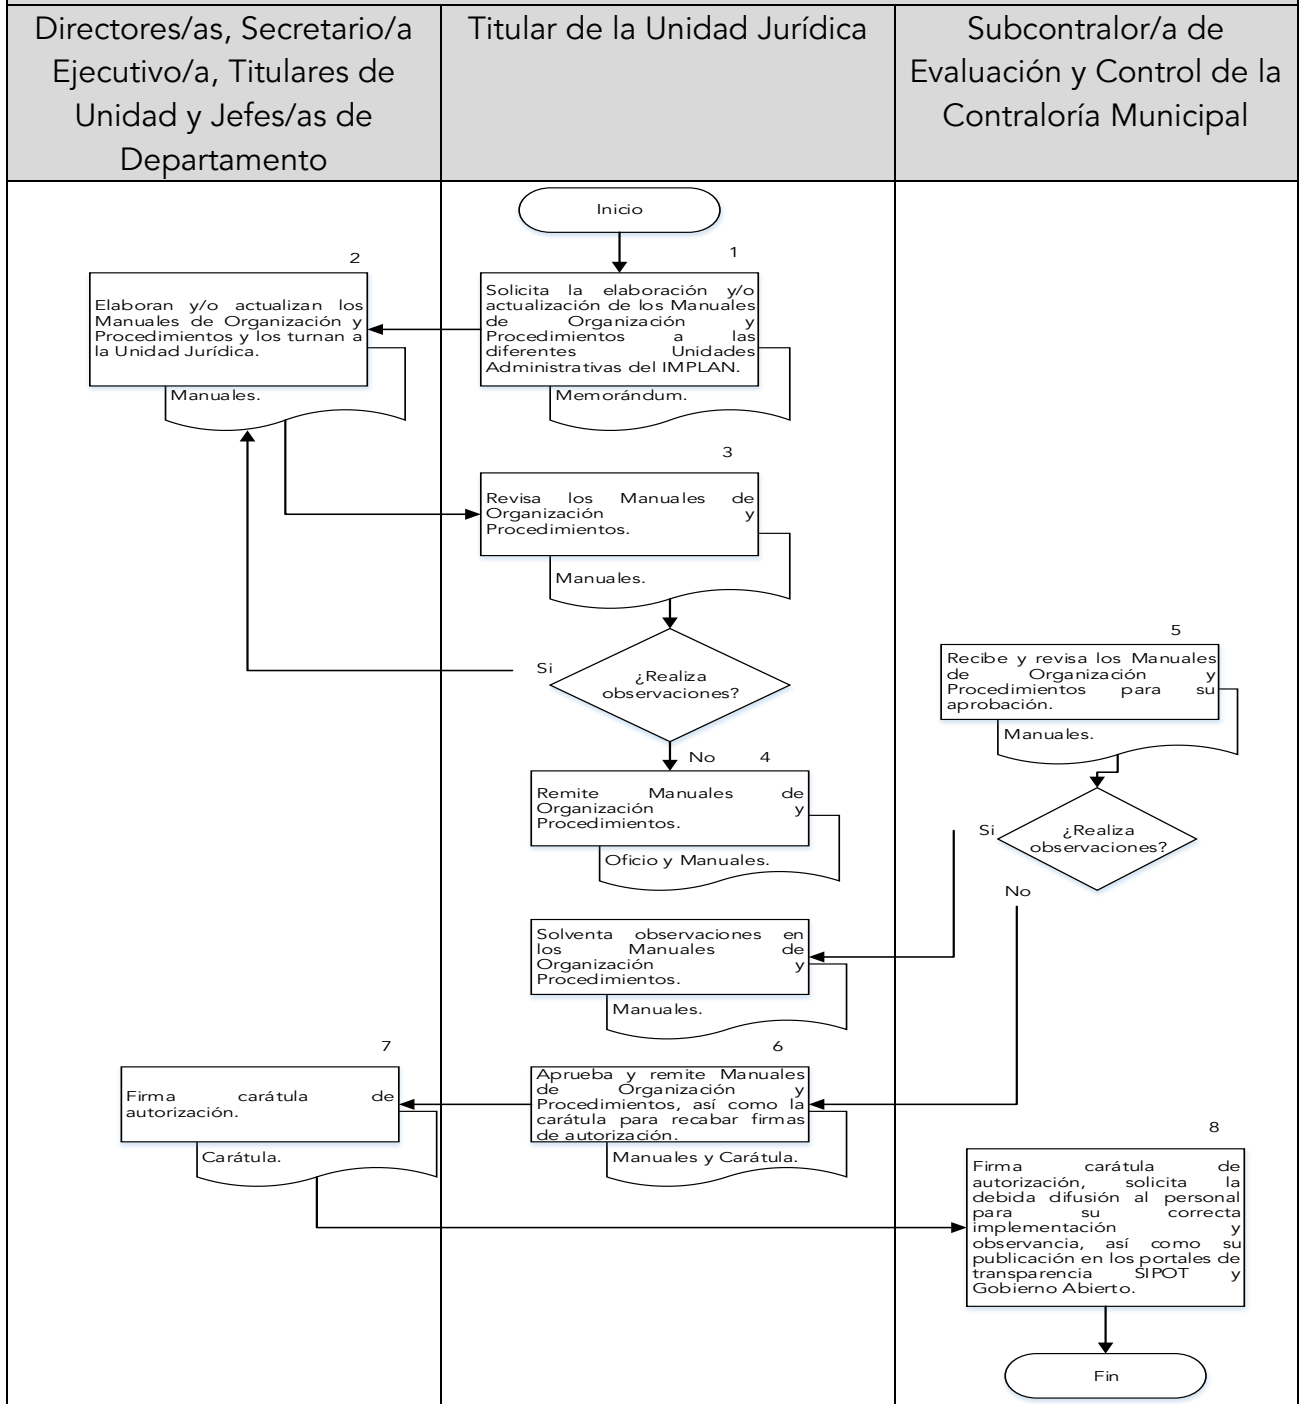 Directores/as, Secretario/a
Ejecutivo/a, Titulares de
Unidad y Jefes/as de
Departamento
Titular de la Unidad Jurídica
Subcontralor/a de
Evaluación y Control de la
Contraloría Municipal
Inicio
1
Solicita la elaboración y/o
actualización de los Manuales
de Organización y
Procedimientos a las
diferentes Unidades
Administrativas del IMPLAN.
Memorándum.
2
Elaboran y/o actualizan los
Manuales de Organización y
Procedimientos y los turnan a
la Unidad Jurídica.
Manuales.
3
Revisa los Manuales de
Organización y
Procedimientos.
Manuales.
¿Realiza
observaciones?
Si
No
4
Remite Manuales de
Organización y
Procedimientos.
Oficio y Manuales.
5
Recibe y revisa los Manuales
de Organización y
Procedimientos para su
aprobación.
Manuales.
¿Realiza
observaciones?
Si
No
Solventa observaciones en
los Manuales de
Organización y
Procedimientos.
Manuales.
6
Aprueba y remite Manuales
de Organización y
Procedimientos, así como la
carátula para recabar firmas
de autorización.
Manuales y Carátula.
7
Firma carátula de
autorización.
Carátula.
8
Firma carátula de
autorización, solicita la
debida difusión al personal
para su correcta
implementación y
observancia, así como su
publicación en los portales de
transparencia SIPOT y
Gobierno Abierto.
Fin